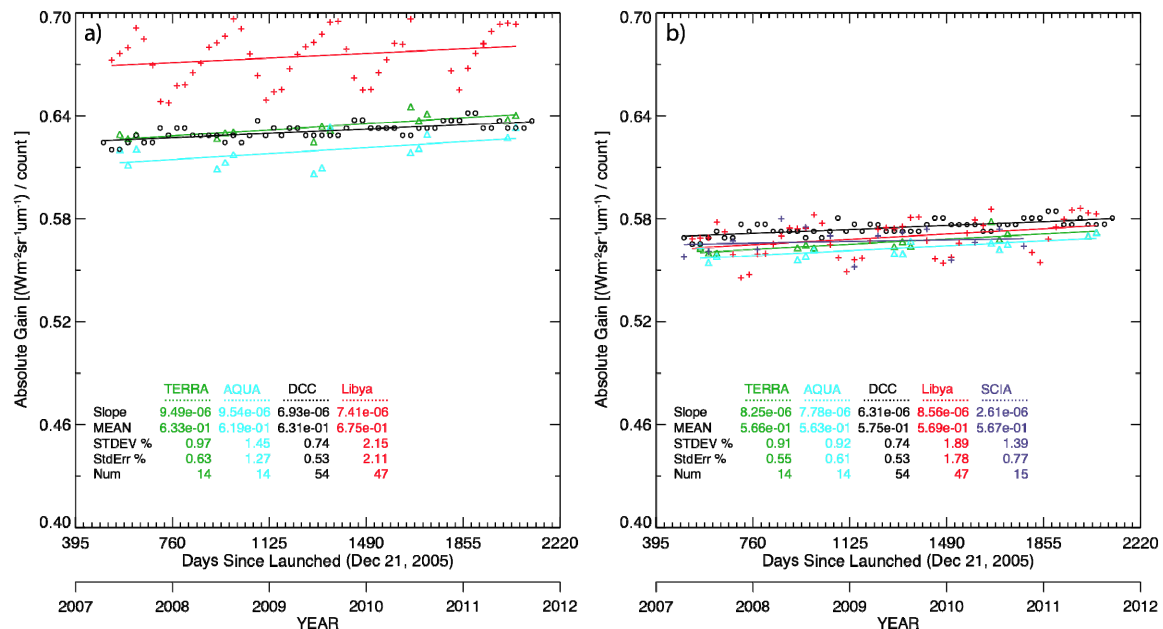 a)
0.70
0.64
0.58
0.52
0.46
0.40
Absolute Gain [(Wm⁻²sr⁻¹um⁻¹) / count ]
TERRA AQUA DCC Libya
Slope 9.49e-06 9.54e-06 6.93e-06 7.41e-06
MEAN 6.33e-01 6.19e-01 6.31e-01 6.75e-01
STDEV % 0.97 1.45 0.74 2.15
StdErr % 0.63 1.27 0.53 2.11
Num 14 14 54 47
395 760 1125 1490 1855 2220
Days Since Launched (Dec 21, 2005)
2007 2008 2009 2010 2011 2012
YEAR
b)
0.70
0.64
0.58
0.52
0.46
0.40
Absolute Gain [(Wm⁻²sr⁻¹um⁻¹) / count ]
TERRA AQUA DCC Libya SCIA
Slope 8.25e-06 7.78e-06 6.31e-06 8.56e-06 2.61e-06
MEAN 5.66e-01 5.63e-01 5.75e-01 5.69e-01 5.67e-01
STDEV % 0.91 0.92 0.74 1.89 1.39
StdErr % 0.55 0.61 0.53 1.78 0.77
Num 14 14 54 47 15
395 760 1125 1490 1855 2220
Days Since Launched (Dec 21, 2005)
2007 2008 2009 2010 2011 2012
YEAR